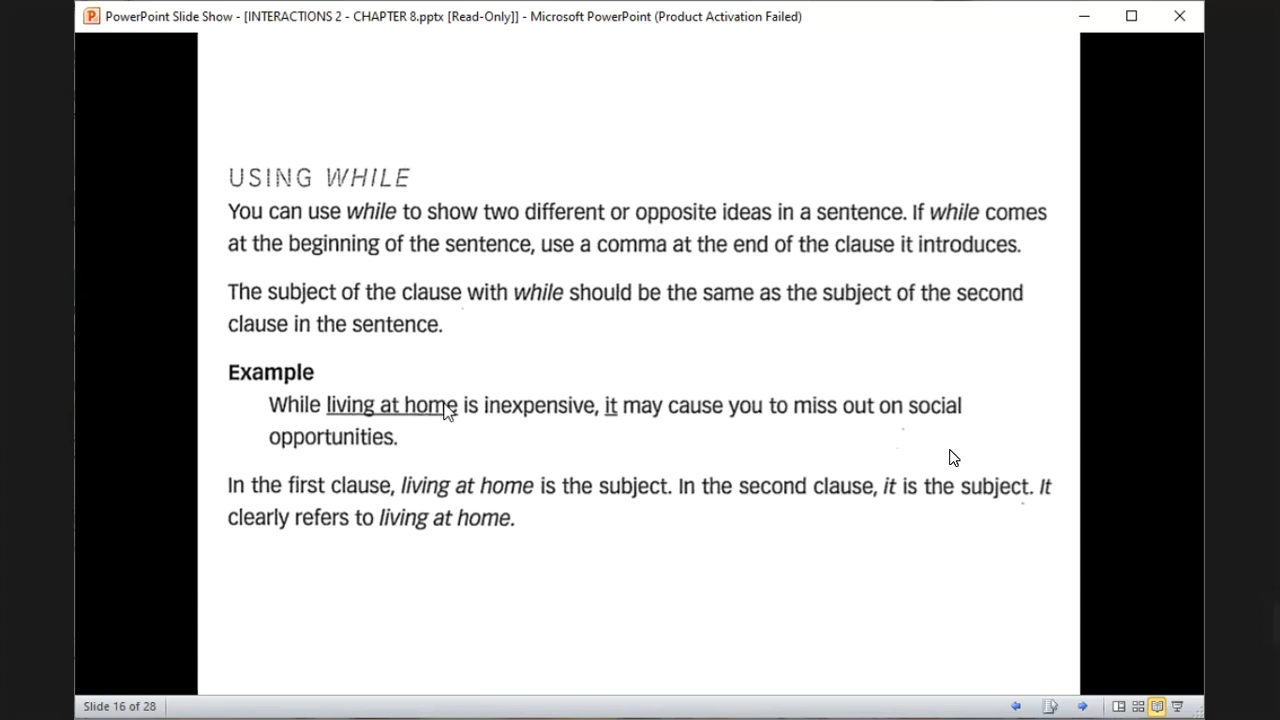 PowerPoint Slide Show - [INTERACTIONS 2 - CHAPTER 8.pptx [Read-Only]] - Microsoft PowerPoint (Product Activation Failed)
USING WHILE
You can use while to show two different or opposite ideas in a sentence. If while comes
at the beginning of the sentence, use a comma at the end of the clause it introduces.
The subject of the clause with while should be the same as the subject of the second
clause in the sentence.
Example
While living at home is inexpensive, it may cause you to miss out on social
opportunities.
In the first clause, living at home is the subject. In the second clause, it is the subject. It
clearly refers to living at home.
Slide 16 of 28